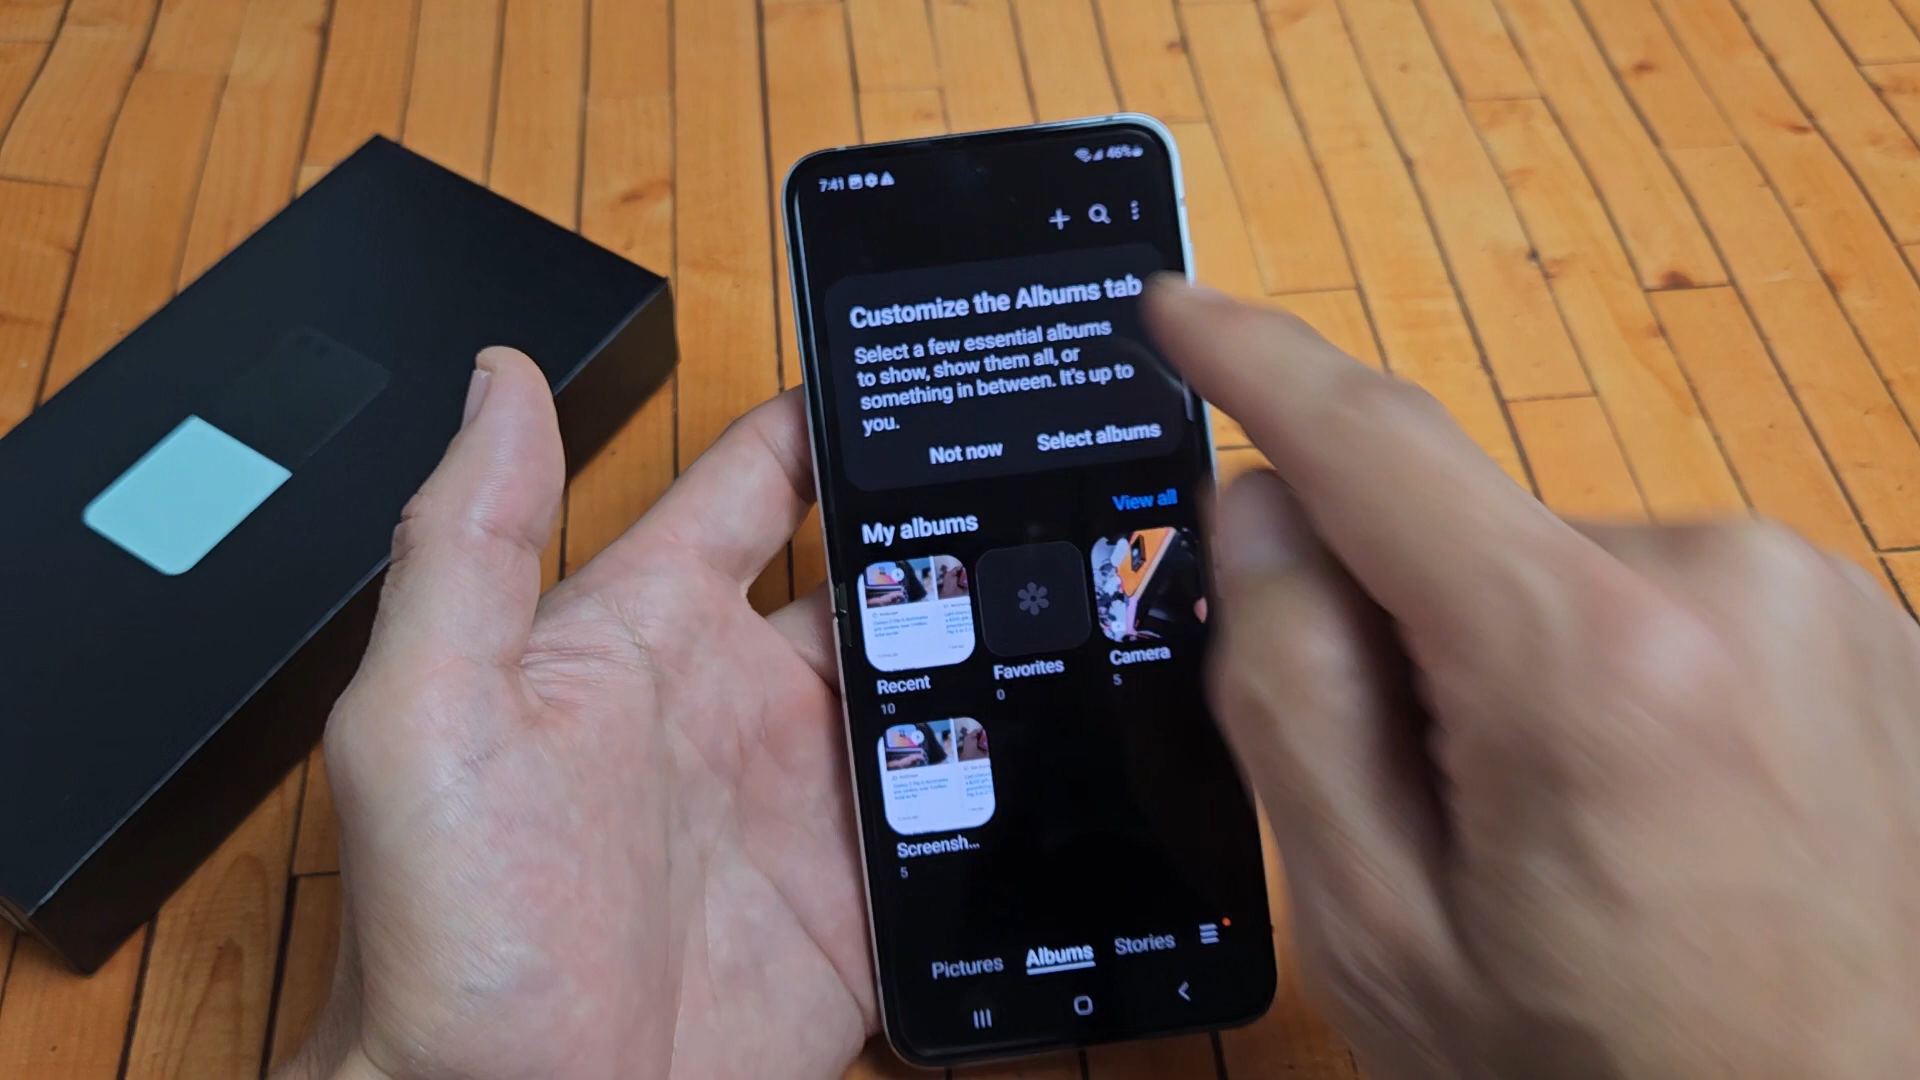 7:41
46%
Customize the Albums tab
Select a few essential albums
to show, show them all, or
something in between. It's up to
you.
Not now
Select albums
My albums
View all
Recent
10
Favorites
0
Camera
5
Screensh...
5
Pictures
Albums
Stories